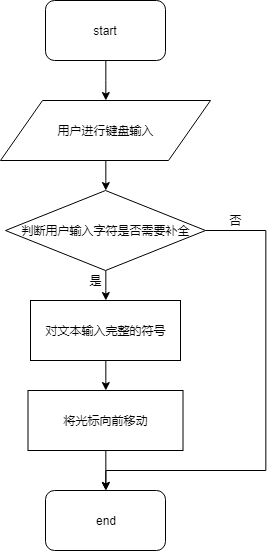 start
用户进行键盘输入
判断用户输入字符是否需要补全
否
是
对文本输入完整的符号
将光标向前移动
end